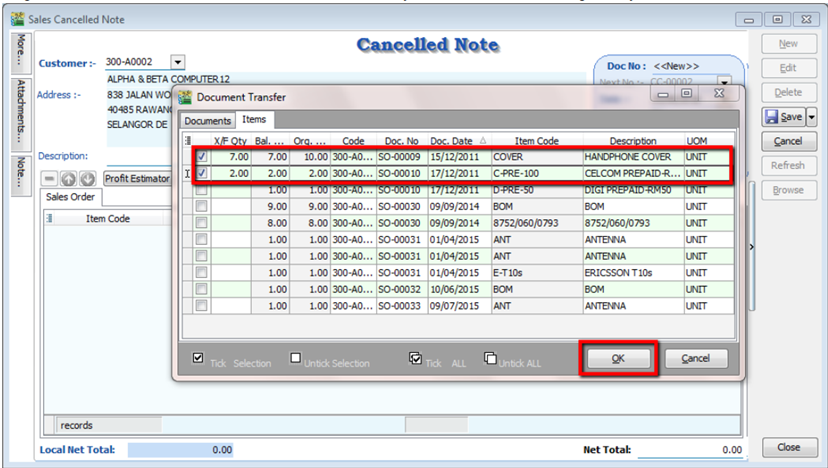 Sales Cancelled Note
More...
Attachments...
Note...
Cancelled Note
Customer :- 300-A0002
ALPHA & BETA COMPUTER12
Address :- 838 JALAN WO
40485 RAWANG
SELANGOR DE
Description:
Doc No : <<New>>
Next No :- CC-00002
Profit Estimator
Sales Order
Item Code
Document Transfer
Documents Items
X/F Qty Bal. ... Org. ... Code Doc. No Doc. Date Item Code Description UOM
7.00 7.00 10.00 300-A0... SO-00009 15/12/2011 COVER HANDPHONE COVER UNIT
2.00 2.00 2.00 300-A0... SO-00010 17/12/2011 C-PRE-100 CELCOM PREPAID-R... UNIT
1.00 1.00 300-A0... SO-00010 17/12/2011 D-PRE-50 DIGI PREPAID-RM50 UNIT
9.00 9.00 300-A0... SO-00030 09/09/2014 BOM BOM UNIT
8.00 8.00 300-A0... SO-00030 09/09/2014 8752/060/0793 8752/060/0793 UNIT
1.00 1.00 300-A0... SO-00031 01/04/2015 ANT ANTENNA UNIT
1.00 1.00 300-A0... SO-00031 01/04/2015 ANT ANTENNA UNIT
1.00 1.00 300-A0... SO-00031 01/04/2015 E-T10s ERICSSON T10s UNIT
1.00 1.00 300-A0... SO-00032 10/06/2015 BOM BOM UNIT
1.00 1.00 300-A0... SO-00033 09/07/2015 ANT ANTENNA UNIT
Tick Selection Untick Selection Tick ALL Untick ALL OK Cancel
records
Local Net Total: 0.00 Net Total: 0.00
New
Edit
Delete
Save
Cancel
Refresh
Browse
Close